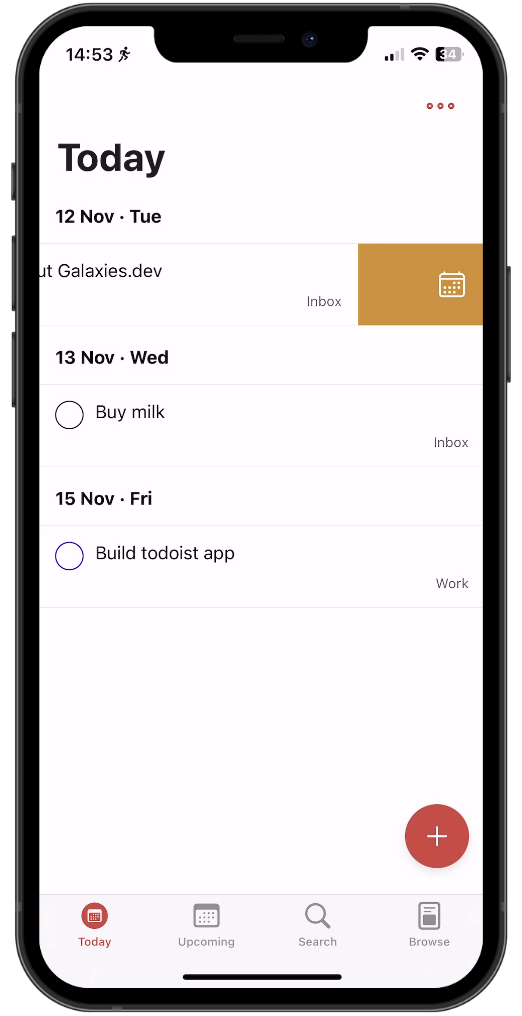 14:53
34
Today
12 Nov · Tue
ut Galaxies.dev
Inbox
13 Nov · Wed
Buy milk
Inbox
15 Nov · Fri
Build todoist app
Work
Today Upcoming Search Browse